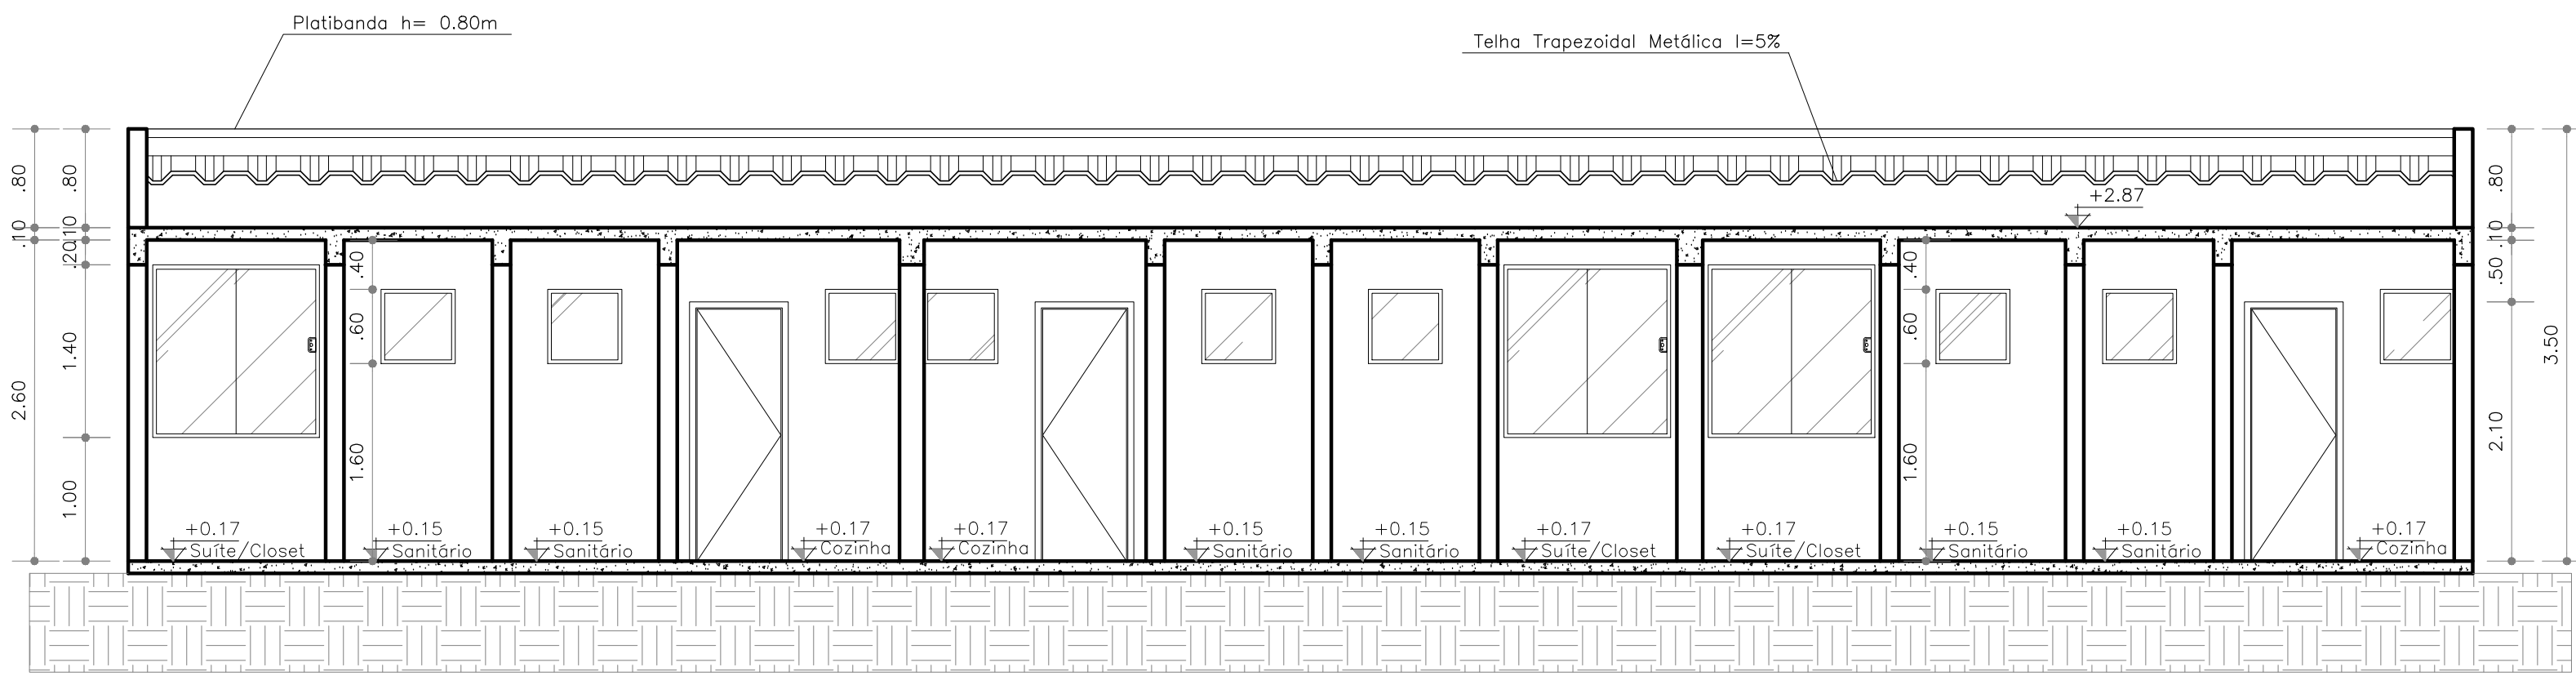 Platibanda h= 0.80m
Telha Trapezoidal Metálica I=5%
.80
.10
2.60
.80
.10
.20
1.40
1.00
.40
.60
1.60
+2.87
.40
.60
1.60
.80
.10
.50
2.10
3.50
+0.17
Suíte/Closet
+0.15
Sanitário
+0.15
Sanitário
+0.17
Cozinha
+0.17
Cozinha
+0.15
Sanitário
+0.15
Sanitário
+0.17
Suíte/Closet
+0.17
Suíte/Closet
+0.15
Sanitário
+0.15
Sanitário
+0.17
Cozinha